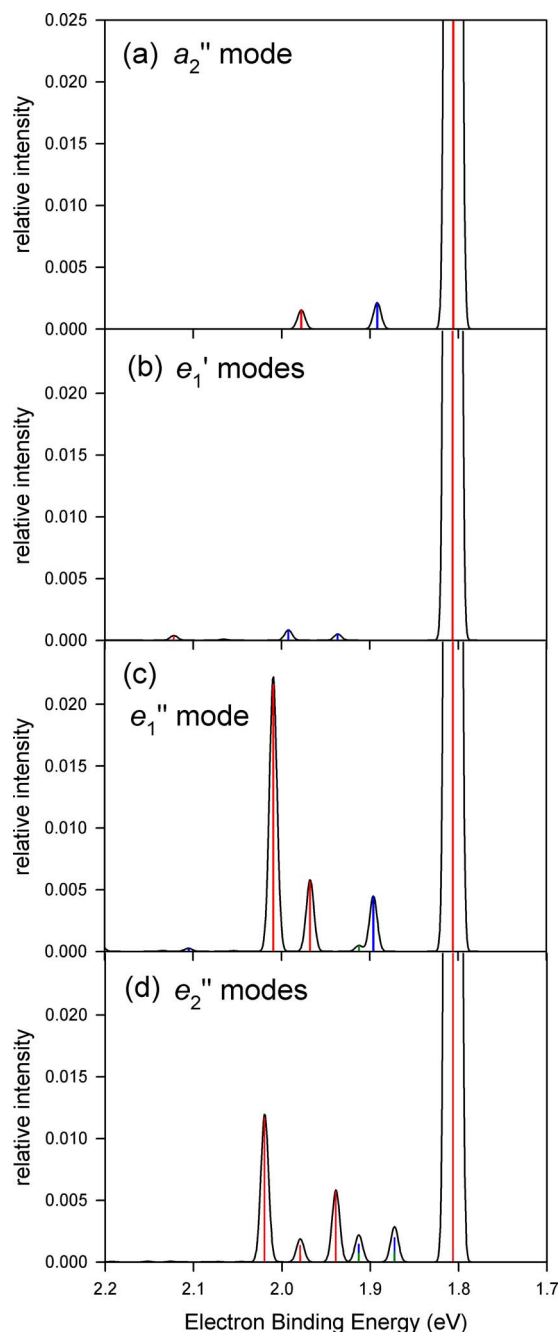 (a) a₂" mode
0.025
0.020
0.015
0.010
0.005
0.000
relative intensity
(b) e₁' modes
0.020
0.015
0.010
0.005
0.000
relative intensity
(c)
e₁" mode
0.020
0.015
0.010
0.005
0.000
relative intensity
(d) e₂" modes
0.020
0.015
0.010
0.005
0.000
relative intensity
2.2 2.1 2.0 1.9 1.8 1.7
Electron Binding Energy (eV)